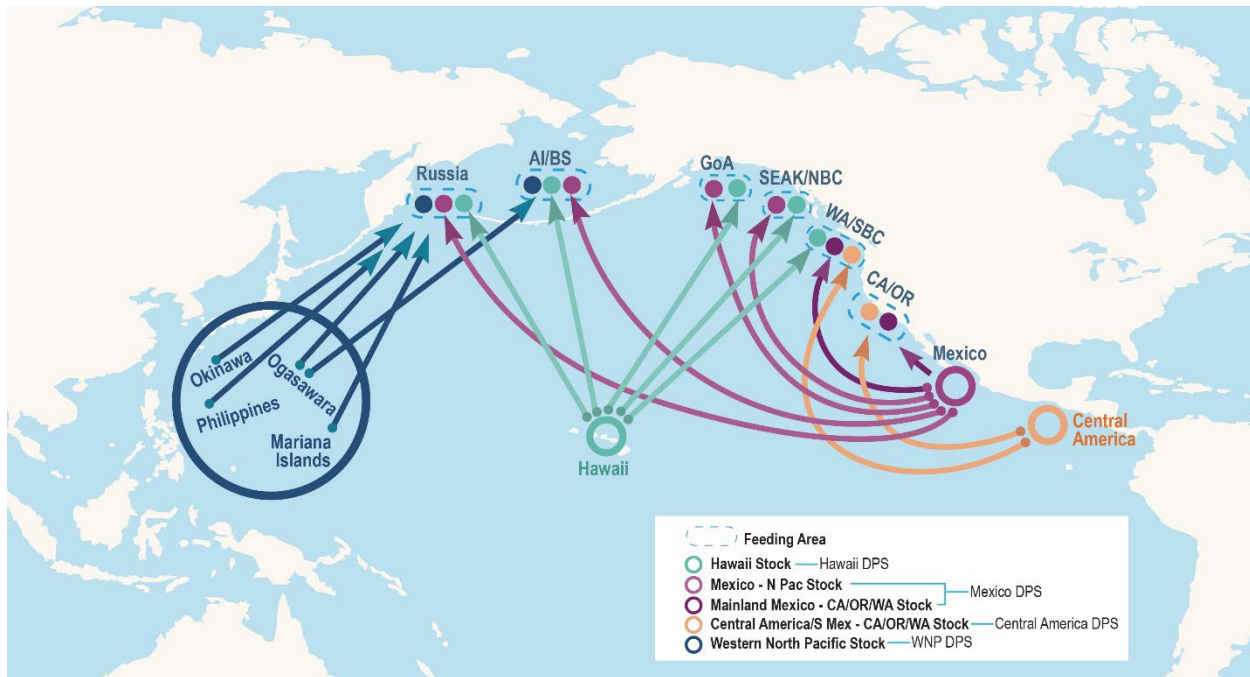 Russia
AI/BS
GoA
SEAK/NBC
WA/SBC
CA/OR
Mexico
Central
America
Okinawa
Ogasawara
Philippines
Mariana
Islands
Hawaii
Feeding Area
Hawaii Stock Hawaii DPS
Mexico - N Pac Stock
Mexico DPS
Mainland Mexico - CA/OR/WA Stock
Central America/S Mex - CA/OR/WA Stock Central America DPS
Western North Pacific Stock WNP DPS